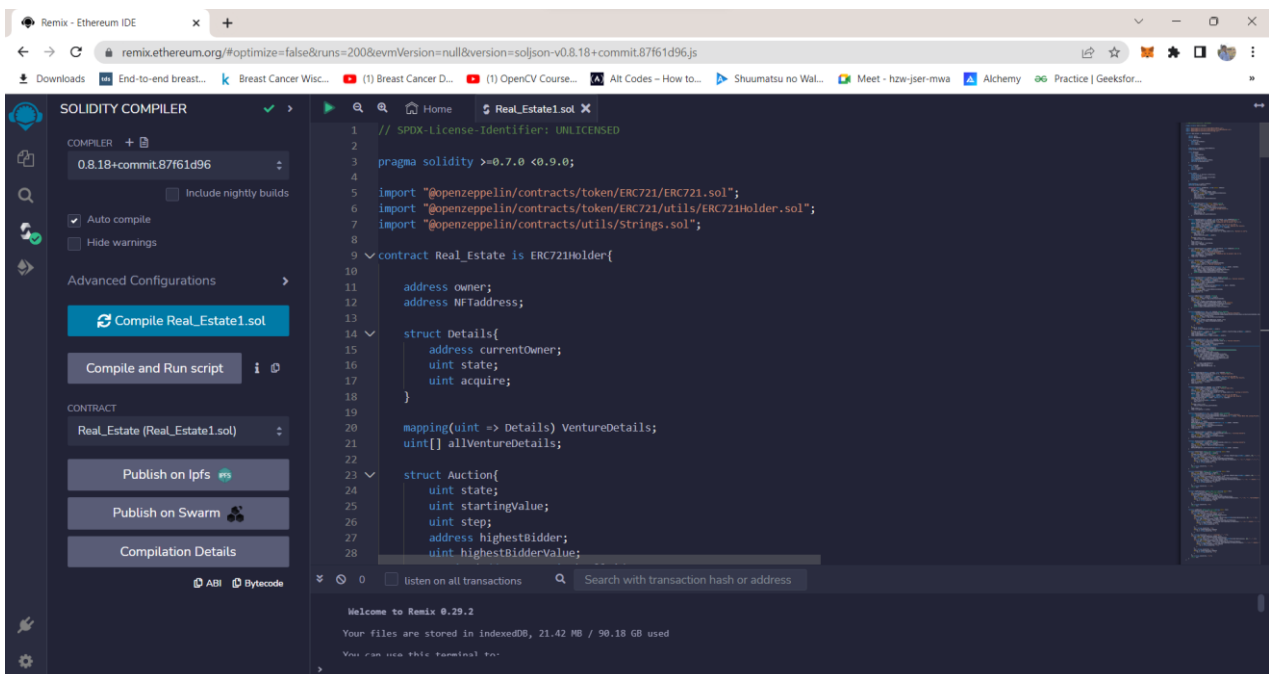 Remix - Ethereum IDE
remix.ethereum.org/#optimize=false&runs=200&evmVersion=null&version=soljson-v0.8.18+commit.87f61d96.js
Downloads End-to-end breast... Breast Cancer Wisc... (1) Breast Cancer D... (1) OpenCV Course... Alt Codes – How to... Shuumatsu no Wal... Meet - hzw-jser-mwa Alchemy Practice | Geeksfor... »
SOLIDITY COMPILER
COMPILER
0.8.18+commit.87f61d96
Include nightly builds
Auto compile
Hide warnings
Advanced Configurations
Compile Real_Estate1.sol
Compile and Run script
CONTRACT
Real_Estate (Real_Estate1.sol)
Publish on Ipfs IPFS
Publish on Swarm
Compilation Details
ABI Bytecode
Home Real_Estate1.sol
1 // SPDX-License-Identifier: UNLICENSED
2
3 pragma solidity >=0.7.0 <0.9.0;
4
5 import "@openzeppelin/contracts/token/ERC721/ERC721.sol";
6 import "@openzeppelin/contracts/token/ERC721/utils/ERC721Holder.sol";
7 import "@openzeppelin/contracts/utils/Strings.sol";
8
9 contract Real_Estate is ERC721Holder{
10
11 address owner;
12 address NFTaddress;
13
14 struct Details{
15 address currentOwner;
16 uint state;
17 uint acquire;
18 }
19
20 mapping(uint => Details) VentureDetails;
21 uint[] allVentureDetails;
22
23 struct Auction{
24 uint state;
25 uint startingValue;
26 uint step;
27 address highestBidder;
28 uint highestBidderValue;
0 listen on all transactions Search with transaction hash or address
Welcome to Remix 0.29.2
Your files are stored in indexedDB, 21.42 MB / 90.18 GB used
You can use this terminal to:
>